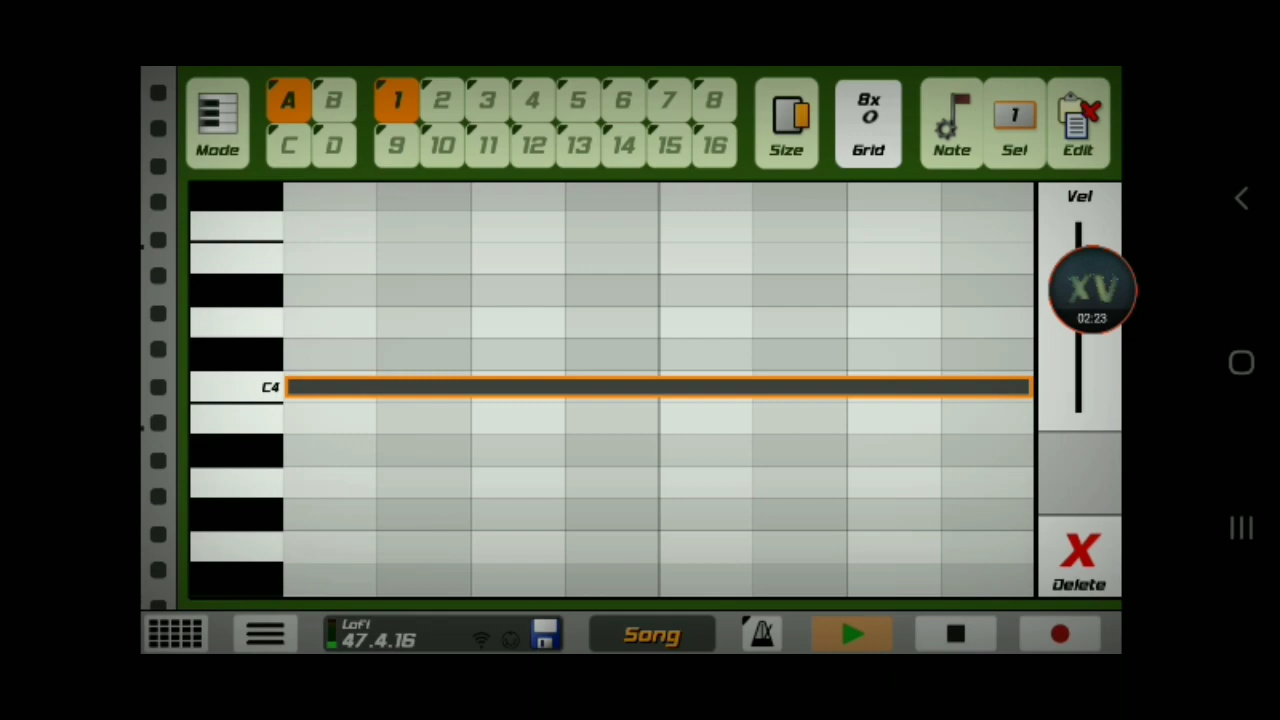 A B 1 2 3 4 5 6 7 8 8x
Mode C D 9 10 11 12 13 14 15 16 Size Grid Note 1 Sel Edit
Vel
XV
02:23
C4
X
Delete
LoFi
47.4.16
Song